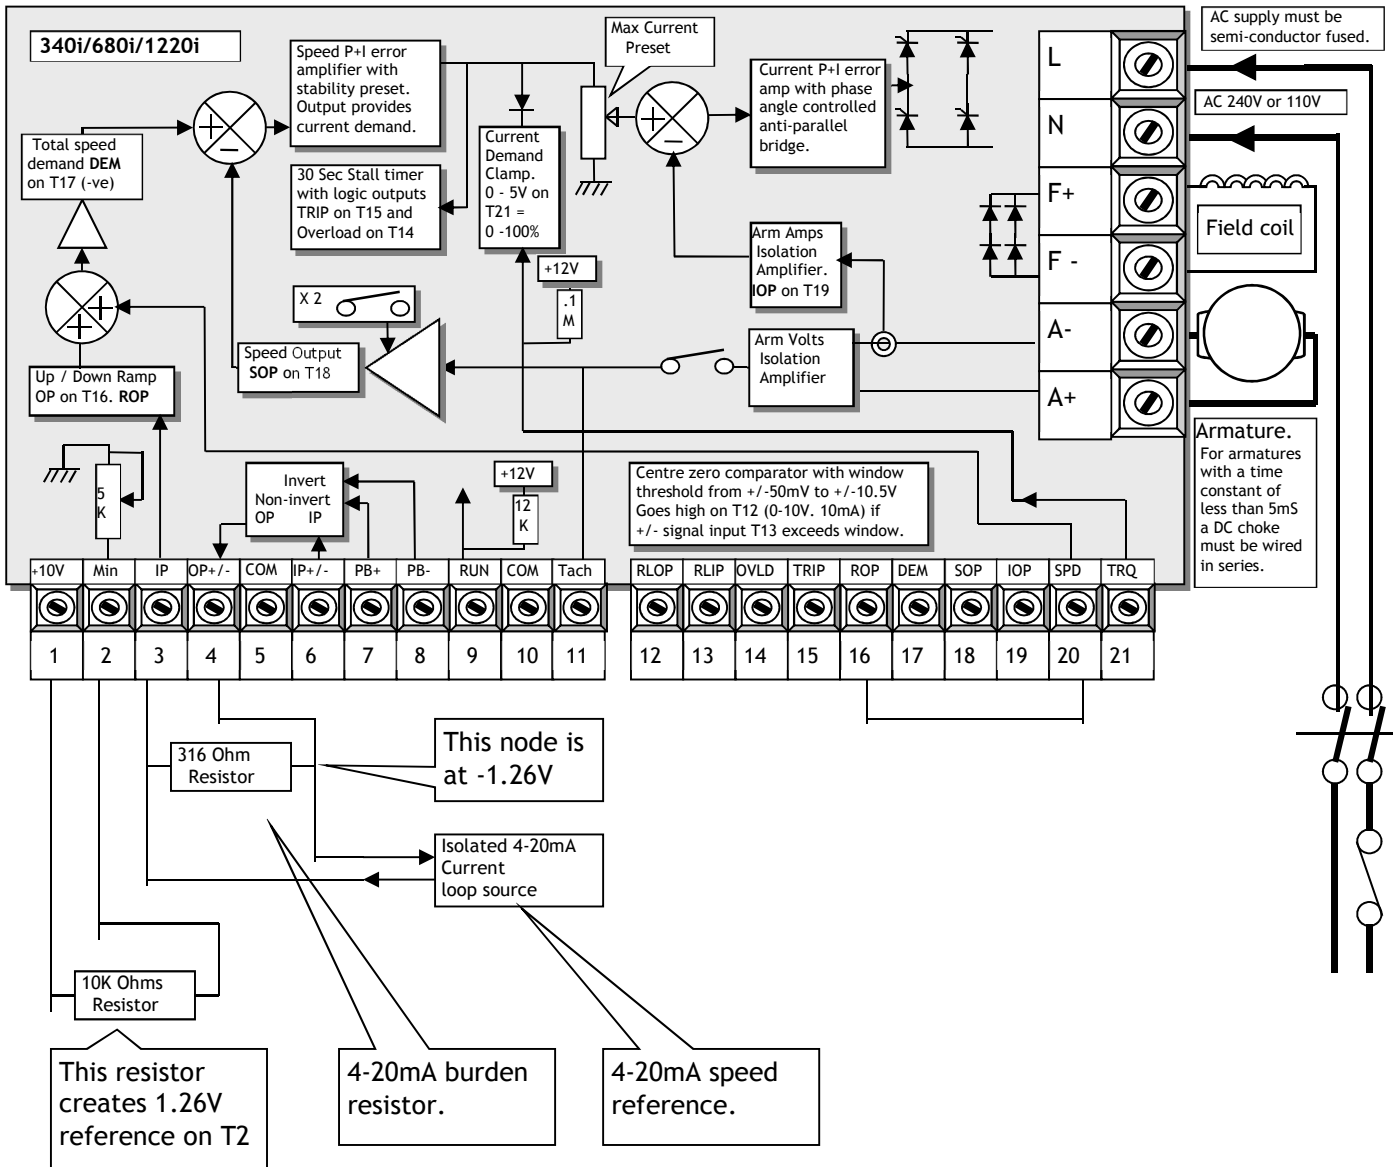 340i/680i/1220i
Speed P+I error
amplifier with
stability preset.
Output provides
current demand.
Max Current
Preset
Current P+I error
amp with phase
angle controlled
anti-parallel
bridge.
AC supply must be
semi-conductor fused.
AC 240V or 110V
L
N
F+
F -
A-
A+
Field coil
Total speed
demand DEM
on T17 (-ve)
30 Sec Stall timer
with logic outputs
TRIP on T15 and
Overload on T14
Current
Demand
Clamp.
0 - 5V on
T21 =
0 -100%
Arm Amps
Isolation
Amplifier.
IOP on T19
+12V
.1
M
X 2
Speed Output
SOP on T18
Arm Volts
Isolation
Amplifier
Up / Down Ramp
OP on T16. ROP
5
K
Invert
Non-invert
OP IP
+12V
12
K
Centre zero comparator with window
threshold from +/-50mV to +/-10.5V
Goes high on T12 (0-10V. 10mA) if
+/- signal input T13 exceeds window.
Armature.
For armatures
with a time
constant of
less than 5mS
a DC choke
must be wired
in series.
+10V Min IP OP+/- COM IP+/- PB+ PB- RUN COM Tach
RLOP RLIP OVLD TRIP ROP DEM SOP IOP SPD TRQ
1 2 3 4 5 6 7 8 9 10 11
12 13 14 15 16 17 18 19 20 21
316 Ohm
Resistor
This node is
at -1.26V
Isolated 4-20mA
Current
loop source
10K Ohms
Resistor
This resistor
creates 1.26V
reference on T2
4-20mA burden
resistor.
4-20mA speed
reference.